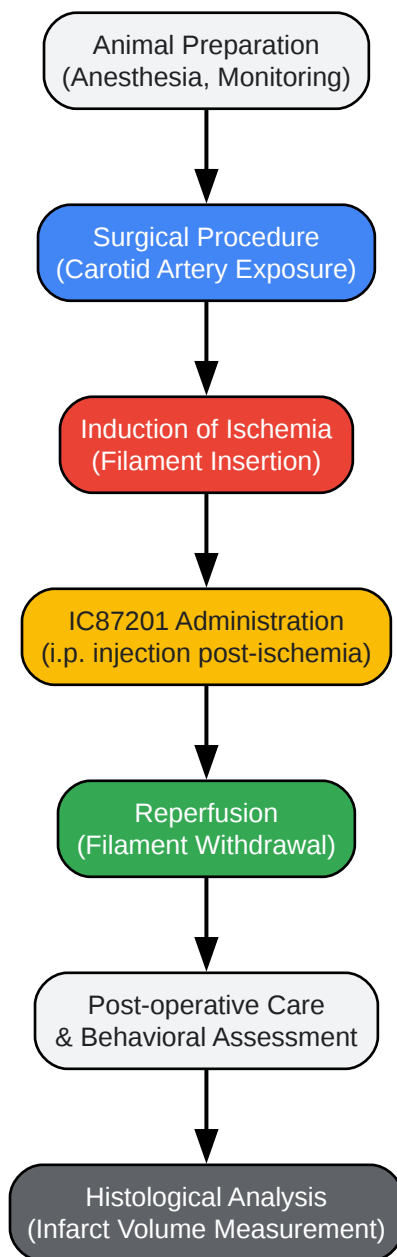 Animal Preparation
(Anesthesia, Monitoring)
Surgical Procedure
(Carotid Artery Exposure)
Induction of Ischemia
(Filament Insertion)
IC87201 Administration
(i.p. injection post-ischemia)
Reperfusion
(Filament Withdrawal)
Post-operative Care
& Behavioral Assessment
Histological Analysis
(Infarct Volume Measurement)